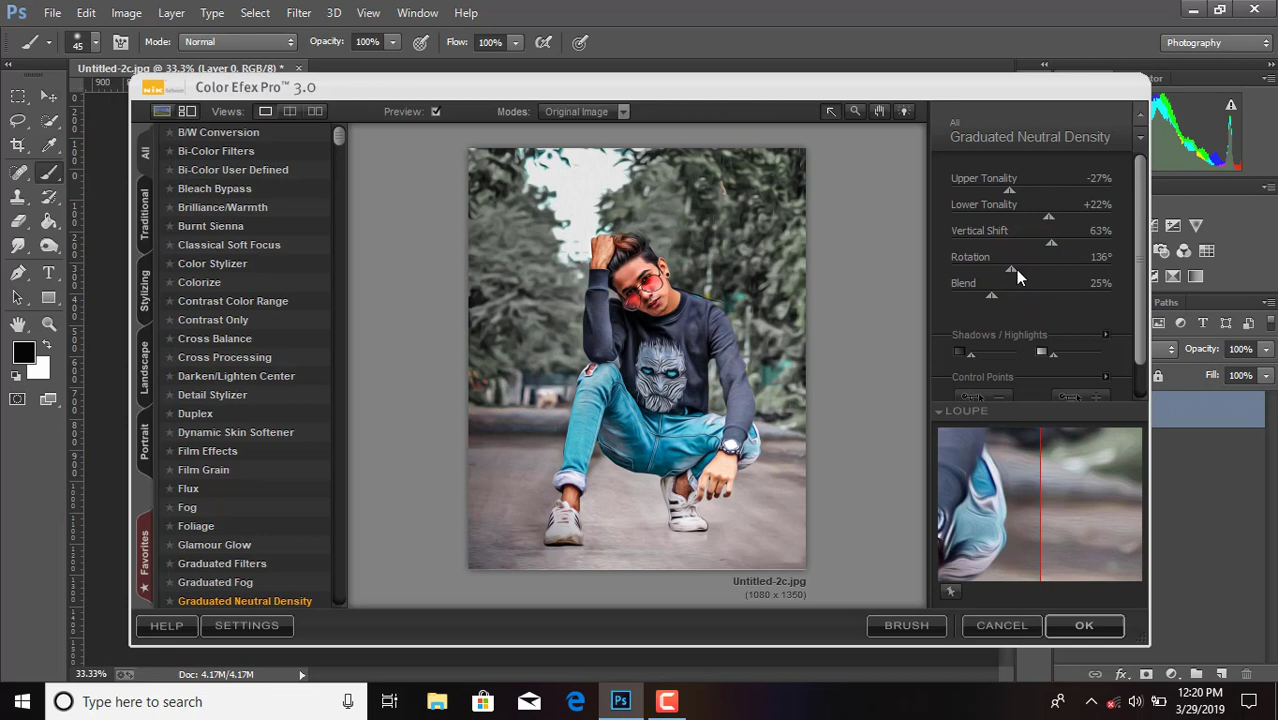 Ps File Edit Image Layer Type Select Filter 3D View Window Help
45 Mode: Normal Opacity: 100% Flow: 100% Photography
Untitled-2c.jpg @ 33.3% (Layer 0, RGB/8) *
900
Color Efex Pro™ 3.0
Views: Preview: Modes: Original Image
All
Traditional
Stylizing
Landscape
Portrait
Favorites
B/W Conversion
Bi-Color Filters
Bi-Color User Defined
Bleach Bypass
Brilliance/Warmth
Burnt Sienna
Classical Soft Focus
Color Stylizer
Colorize
Contrast Color Range
Contrast Only
Cross Balance
Cross Processing
Darken/Lighten Center
Detail Stylizer
Duplex
Dynamic Skin Softener
Film Effects
Film Grain
Flux
Fog
Foliage
Glamour Glow
Graduated Filters
Graduated Fog
Graduated Neutral Density
Untitled-2c.jpg
(1080 x 1350)
All
Graduated Neutral Density
Upper Tonality -27%
Lower Tonality +22%
Vertical Shift 63%
Rotation 136°
Blend 25%
Shadows / Highlights
Control Points
LOUPE
HELP SETTINGS BRUSH CANCEL OK
Paths
Opacity: 100%
Fill: 100%
33.33% Doc: 4.17M/4.17M
Type here to search
Ps
12:20 PM
3/29/2019